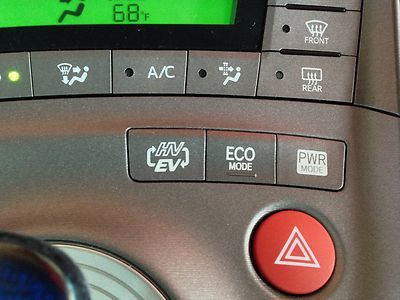 68°F
FRONT
A/C
REAR
HV
EV
ECO
MODE
PWR
MODE